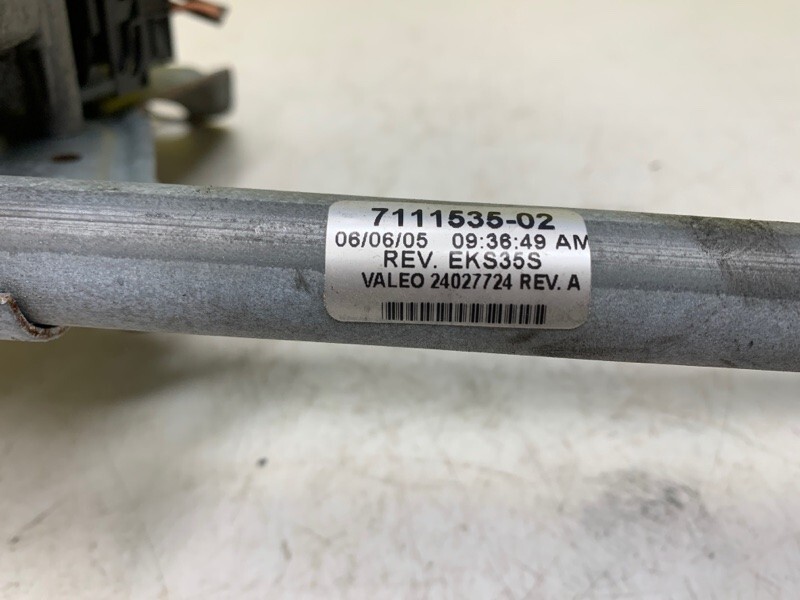 7111535-02
06/06/05 09:36:49 AM
REV. EKS35S
VALEO 24027724 REV. A